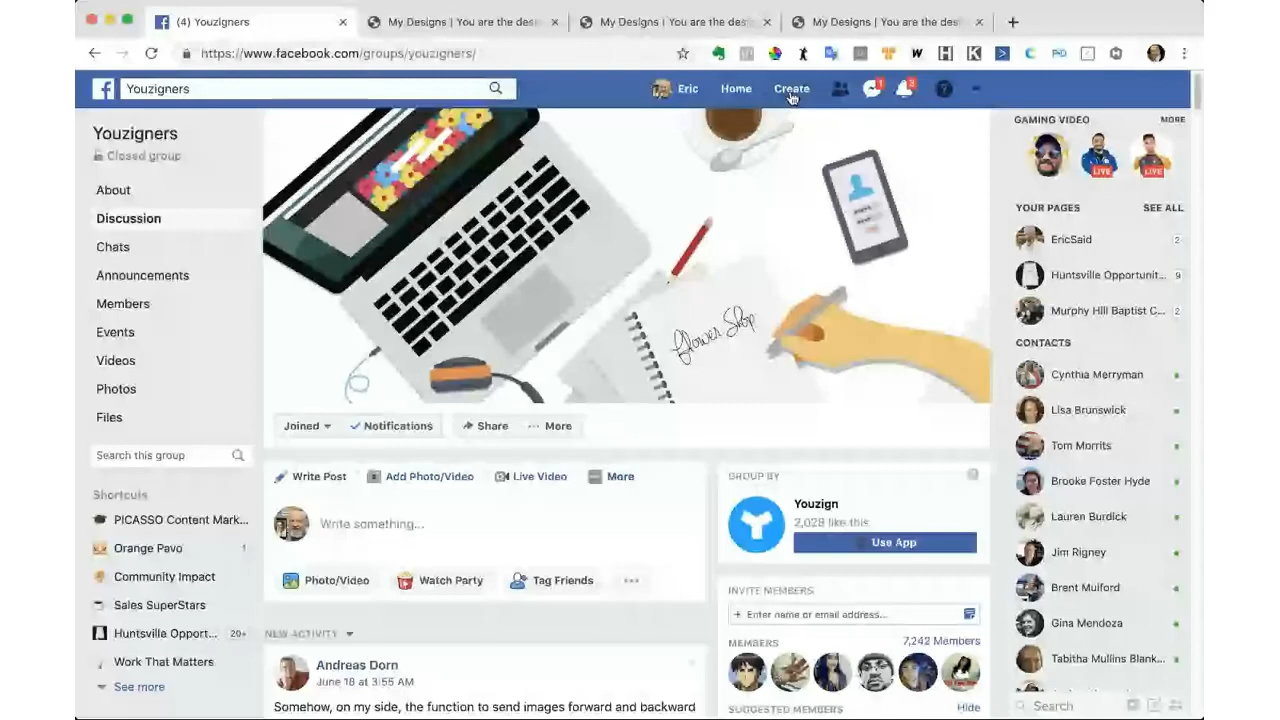 (4) Youzigners
My Designs | You are the des
My Designs | You are the des
My Designs | You are the des
https://www.facebook.com/groups/youzigners/
Youzigners
Eric
Home
Create
1
3
Youzigners
Closed group
About
Discussion
Chats
Announcements
Members
Events
Videos
Photos
Files
Search this group
Shortcuts
PICASSO Content Mark...
Orange Pavo 1
Community Impact
Sales SuperStars
Huntsville Opport... 20+
Work That Matters
See more
flower Shop
Joined
Notifications
Share
More
Write Post
Add Photo/Video
Live Video
More
Write something...
Photo/Video
Watch Party
Tag Friends
NEW ACTIVITY
Andreas Dorn
June 18 at 3:55 AM
Somehow, on my side, the function to send images forward and backward
GROUP BY
Youzign
2,028 like this
Use App
INVITE MEMBERS
+ Enter name or email address...
MEMBERS
7,242 Members
SUGGESTED MEMBERS
Hide
GAMING VIDEO
MORE
LIVE
LIVE
YOUR PAGES
SEE ALL
EricSaid 2
Huntsville Opportunit... 9
Murphy Hill Baptist C... 2
CONTACTS
Cynthia Merryman
Lisa Brunswick
Tom Morrits
Brooke Foster Hyde
Lauren Burdick
Jim Rigney
Brent Mulford
Gina Mendoza
Tabitha Mullins Blank...
Search